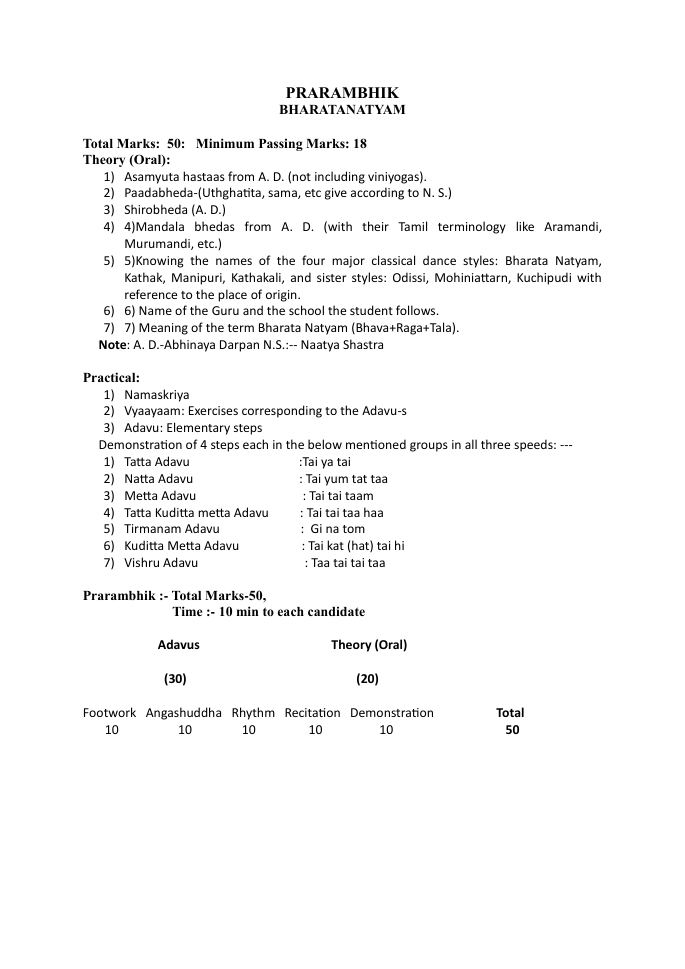 PRARAMBHIK
BHARATANATYAM
Total Marks: 50: Minimum Passing Marks: 18
Theory (Oral):
1) Asamyuta hastaas from A. D. (not including viniyogas).
2) Paadabheda-(Uthghatita, sama, etc give according to N. S.)
3) Shirobheda (A. D.)
4) 4)Mandala bhedas from A. D. (with their Tamil terminology like Aramandi,
Murumandi, etc.)
5) 5)Knowing the names of the four major classical dance styles: Bharata Natyam,
Kathak, Manipuri, Kathakali, and sister styles: Odissi, Mohiniattarn, Kuchipudi with
reference to the place of origin.
6) 6) Name of the Guru and the school the student follows.
7) 7) Meaning of the term Bharata Natyam (Bhava+Raga+Tala).
Note: A. D.-Abhinaya Darpan N.S.:-- Naatya Shastra
Practical:
1) Namaskriya
2) Vyaayaam: Exercises corresponding to the Adavu-s
3) Adavu: Elementary steps
Demonstration of 4 steps each in the below mentioned groups in all three speeds: ---
1) Tatta Adavu :Tai ya tai
2) Natta Adavu : Tai yum tat taa
3) Metta Adavu : Tai tai taam
4) Tatta Kuditta metta Adavu : Tai tai taa haa
5) Tirmanam Adavu : Gi na tom
6) Kuditta Metta Adavu : Tai kat (hat) tai hi
7) Vishru Adavu : Taa tai tai taa
Prarambhik :- Total Marks-50,
Time :- 10 min to each candidate
Adavus Theory (Oral)
(30) (20)
Footwork Angashuddha Rhythm Recitation Demonstration Total
10 10 10 10 10 50